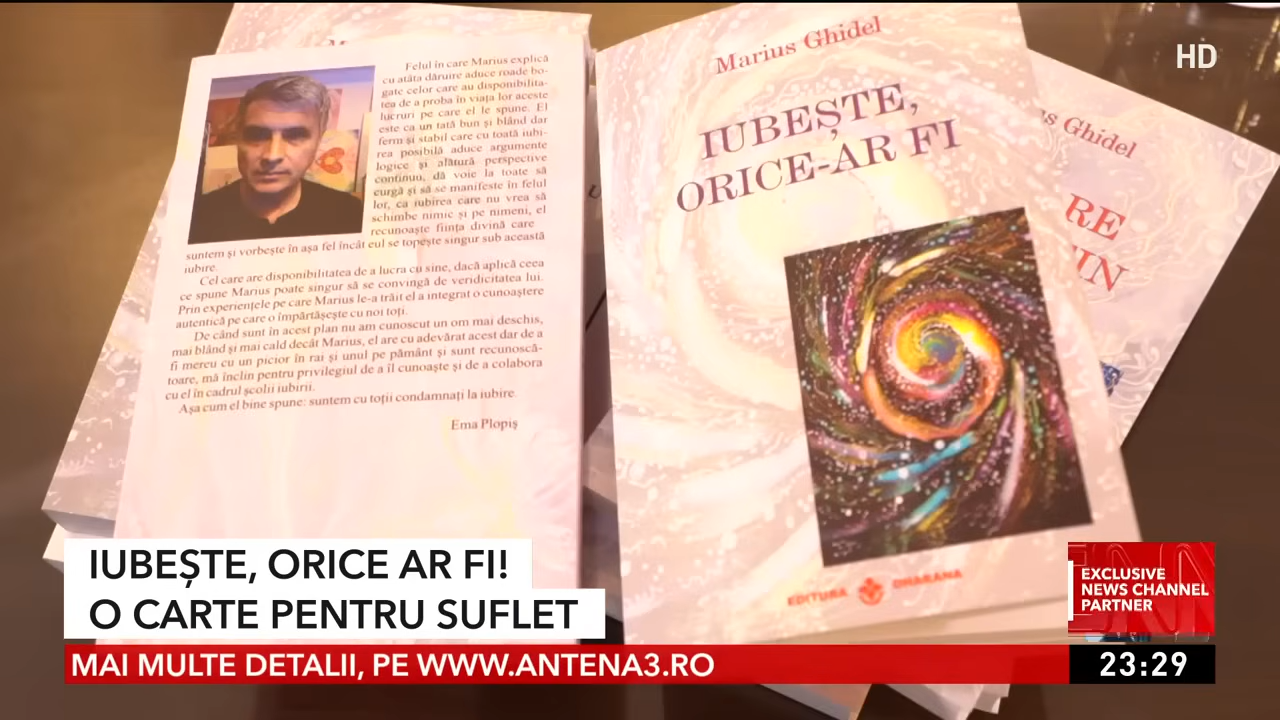 HD
Felul în care Marius explică
cu atâta dăruire aduce roade bo-
gate celor care au disponibilita-
tea de a proba în viața lor aceste
lucruri pe care el le spune. El
este ca un tată bun și blând dar
ferm și stabil care cu toată iubi-
rea posibilă aduce argumente
logice și alătură perspective
continuo, dă voie la toate să
curgă și să se manifeste în felul
lor, ca iubirea care nu vrea să
schimbe nimic și pe nimeni, el
recunoaște ființa divină care
suntem și vorbește în așa fel încât eul se topește singur sub această
iubire.
Cel care are disponibilitatea de a lucra cu sine, dacă aplică ceea
ce spune Marius poate singur să se convingă de veridicitatea lui.
Prin experiențele pe care Marius le-a trăit el a integrat o cunoaștere
autentică pe care o împărtășește cu noi toți.
De când sunt în acest plan nu am cunoscut un om mai deschis,
mai blând și mai cald decât Marius, el are cu adevărat acest dar de a
fi mereu cu un picior în rai și unul pe pământ și sunt recunoscă-
toare, mă înclin pentru privilegiul de a îl cunoaște și de a colabora
cu el în cadrul școlii iubirii.
Așa cum el bine spune: suntem cu toții condamnați la iubire
Ema Plopiș
Marius Ghidel
IUBEȘTE,
ORICE-AR FI
EDITURA DHARANA
Ghidel
RE
IN
IUBEȘTE, ORICE AR FI!
O CARTE PENTRU SUFLET
MAI MULTE DETALII, PE WWW.ANTENA3.RO
EXCLUSIVE
NEWS CHANNEL
PARTNER
23:29